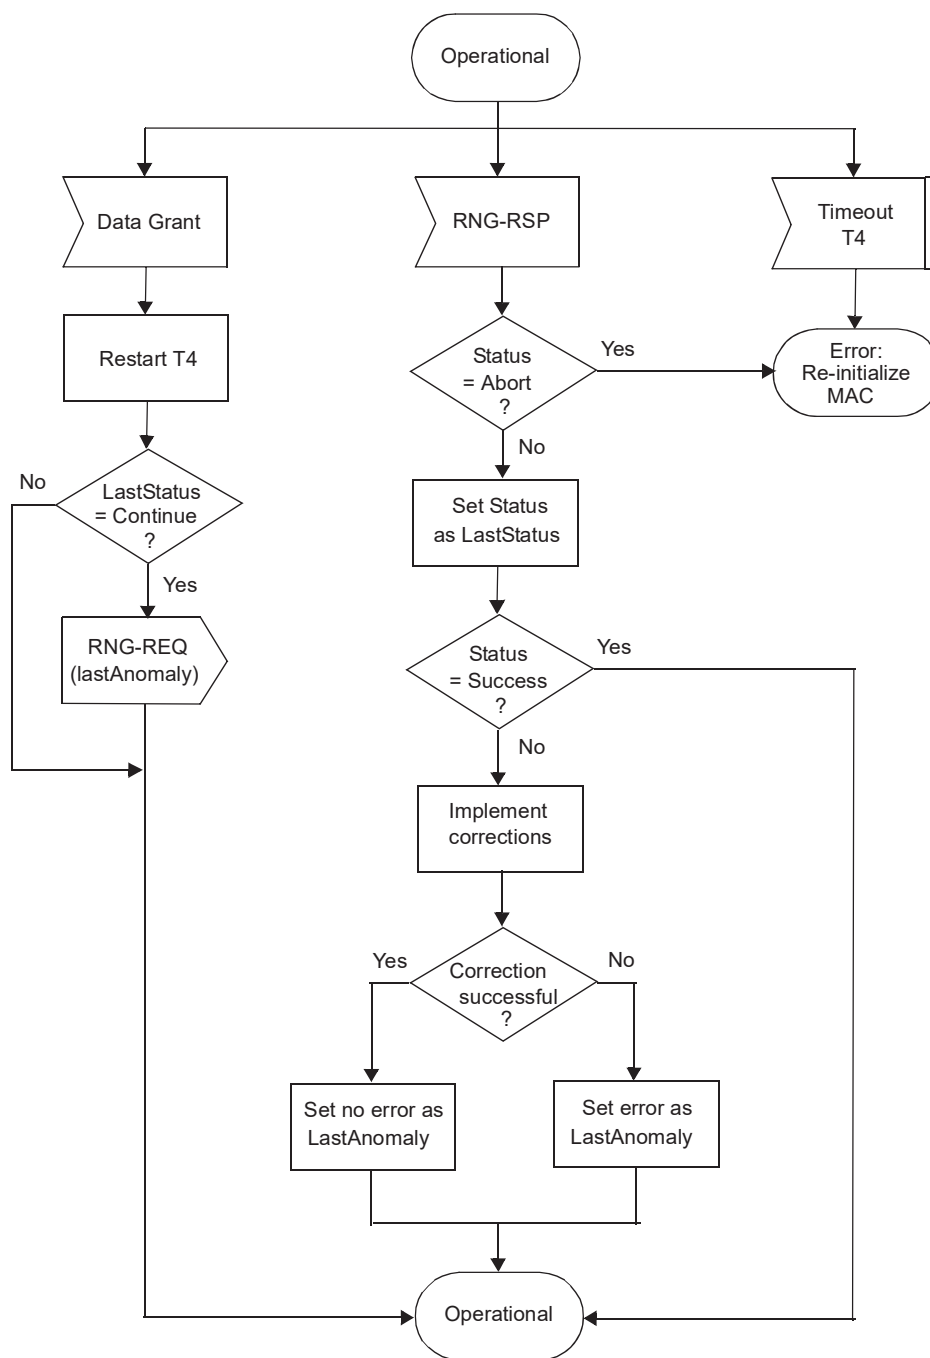 Operational
Data Grant
RNG-RSP
Timeout
T4
Restart T4
Status
= Abort
?
Yes
Error:
Re-initialize
MAC
No
No
LastStatus
= Continue
?
Set Status
as LastStatus
Yes
RNG-REQ
(lastAnomaly)
Status
= Success
?
Yes
No
Implement
corrections
Yes
Correction
successful
?
No
Set no error as
LastAnomaly
Set error as
LastAnomaly
Operational